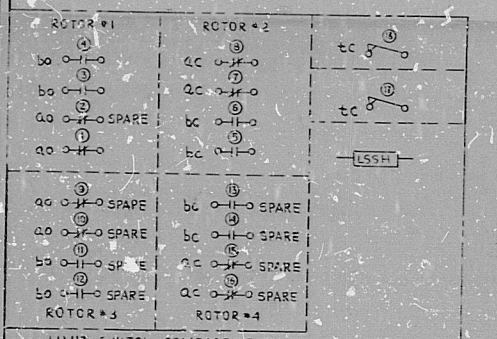 ROTOR #1
4
bo
3
bo
2
ao SPARE
1
ao
ROTOR #2
8
ac
7
ac
6
bc
5
bc
tc
17
tc
LSSH
9
ao SPARE
10
ao SPARE
11
bo SPARE
12
bo SPARE
ROTOR #3
13
bc SPARE
14
bc SPARE
15
ac SPARE
16
ac SPARE
ROTOR #4